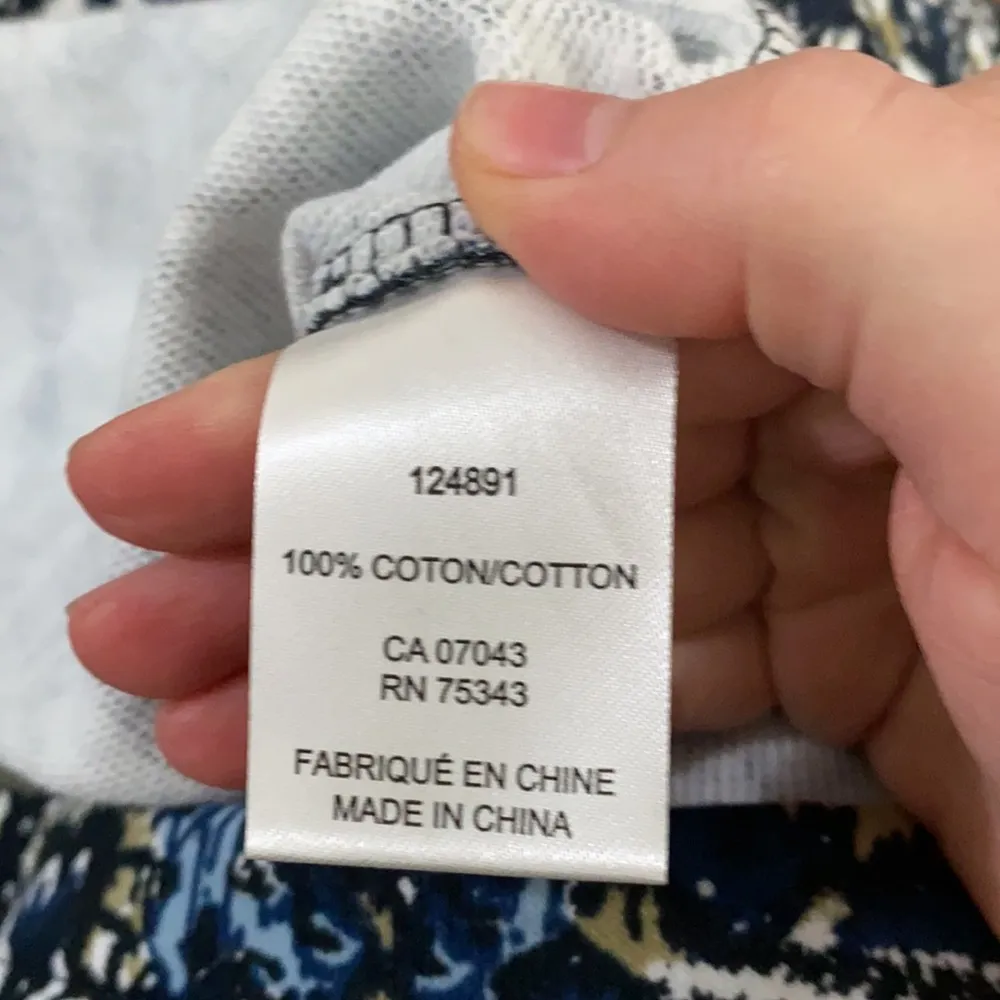 124891
100% COTON/COTTON
CA 07043
RN 75343
FABRIQUÉ EN CHINE
MADE IN CHINA